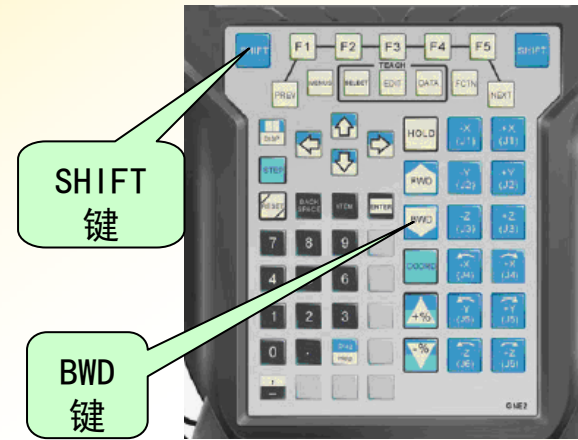 SHIFT
键
BWD
键
SHIFT F1 F2 F3 F4 F5 SHIFT
TEACH
PREV MENUS SELECT EDIT DATA FCTN NEXT
DISP
HOLD -X (J1) +X (J1)
STEP
FWD -Y (J2) +Y (J2)
RESET BACK SPACE ITEM ENTER
BWD -Z (J3) +Z (J3)
7 8 9
COORD -X (J4) +X (J4)
4 6
1 2 3
+% -Y (J5) +Y (J5)
0 .
-% -Z (J6) +Z